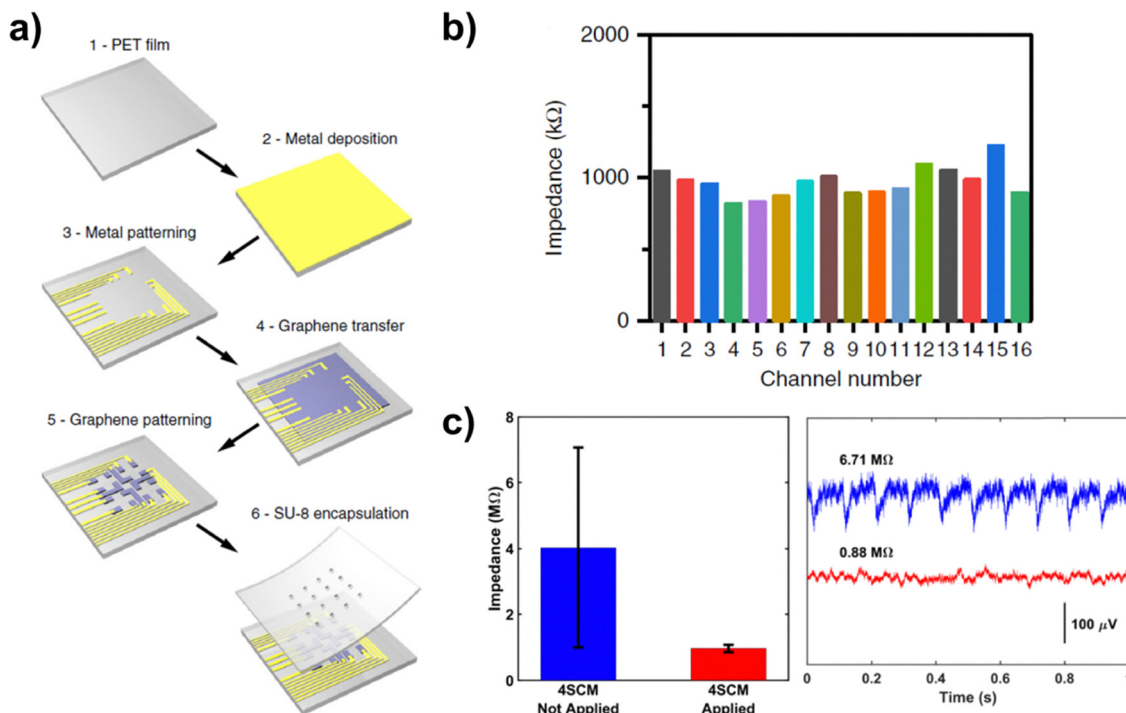 a)
1 - PET film
2 - Metal deposition
3 - Metal patterning
4 - Graphene transfer
5 - Graphene patterning
6 - SU-8 encapsulation
b)
Impedance (kΩ)
2000
1000
0
1 2 3 4 5 6 7 8 9 10 11 12 13 14 15 16
Channel number
c)
Impedance (MΩ)
8
6
4
2
0
4SCM
Not Applied
4SCM
Applied
6.71 MΩ
0.88 MΩ
100 μV
0 0.2 0.4 0.6 0.8 1
Time (s)